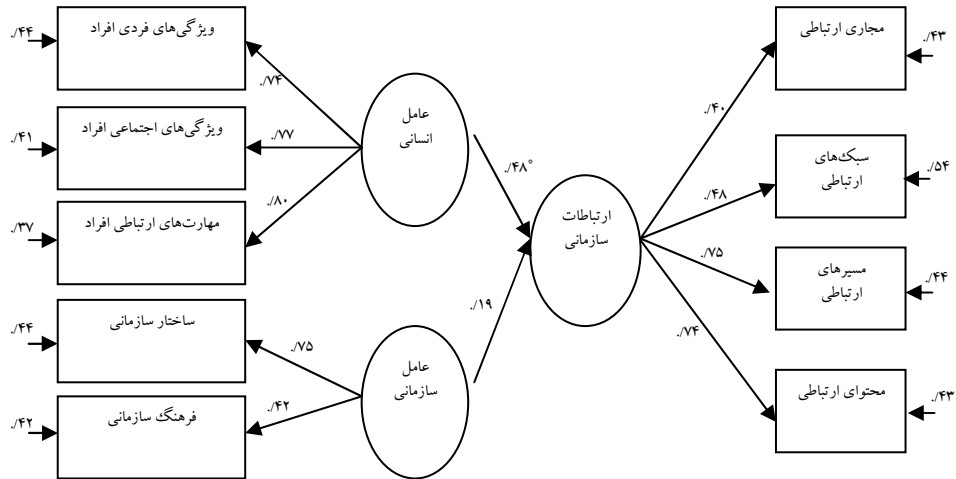 ویژگی‌های فردی افراد
./۴۴
./۷۴
ویژگی‌های اجتماعی افراد
./۴۱
./۷۷
مهارت‌های ارتباطی افراد
./۳۷
./۸۰
ساختار سازمانی
./۴۴
./۷۵
فرهنگ سازمانی
./۴۲
./۴۲
عامل
انسانی
./۴۸°
عامل
سازمانی
./۱۹
ارتباطات
سازمانی
مجاری ارتباطی
./۴۳
./۴۰
سبک‌های
ارتباطی
./۵۴
./۴۸
مسیرهای
ارتباطی
./۴۴
./۷۵
محتوای ارتباطی
./۴۳
./۷۴